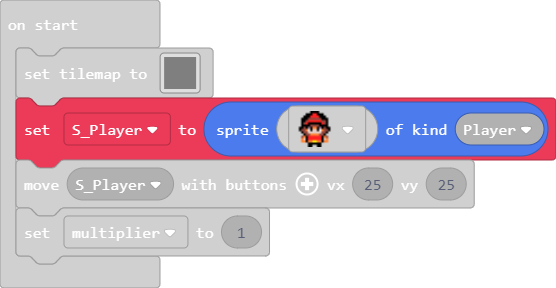 on start
set tilemap to
set S_Player to sprite of kind Player
move S_Player with buttons vx 25 vy 25
set multiplier to 1